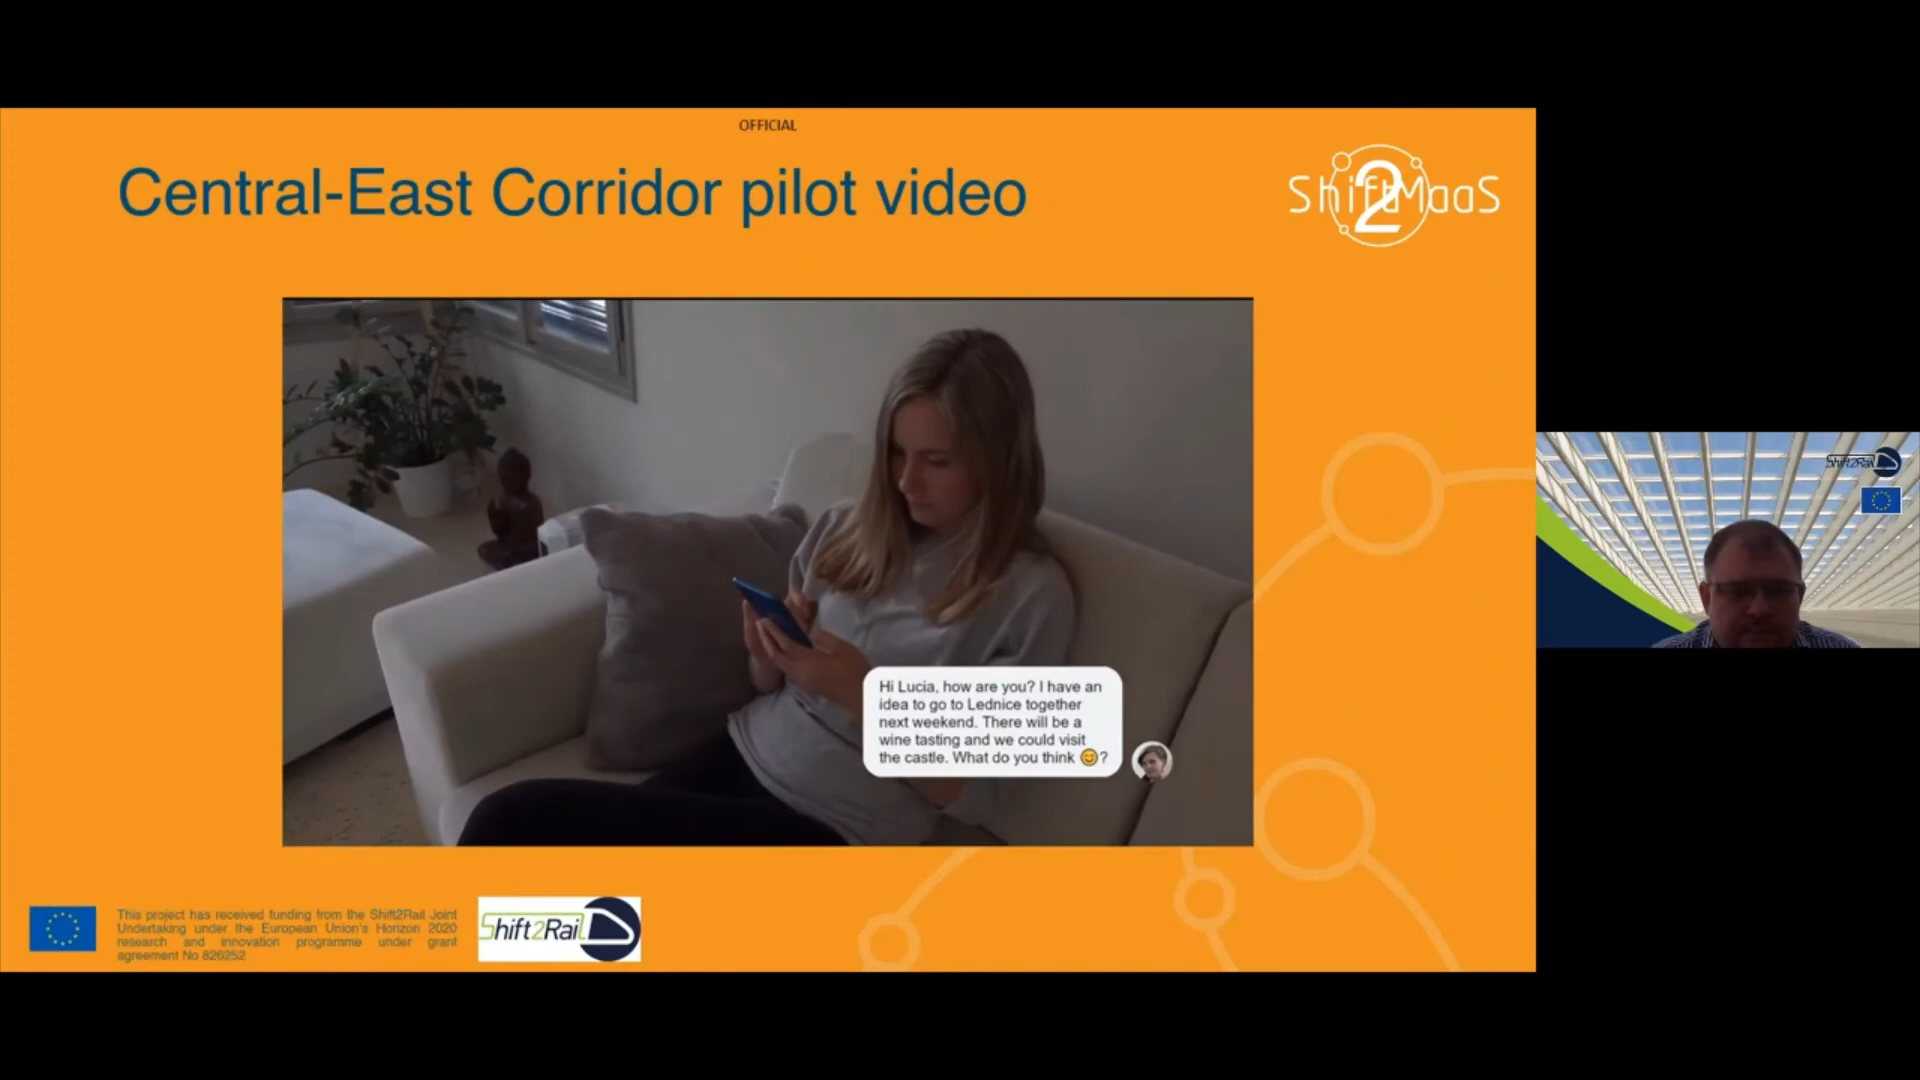 OFFICIAL
Central-East Corridor pilot video
Shift2MaaS
Hi Lucia, how are you? I have an
idea to go to Lednice together
next weekend. There will be a
wine tasting and we could visit
the castle. What do you think 😊?
Shift2Rail
This project has received funding from the Shift2Rail Joint
Undertaking under the European Union's Horizon 2020
research and innovation programme under grant
agreement No 826252
Shift2Rail